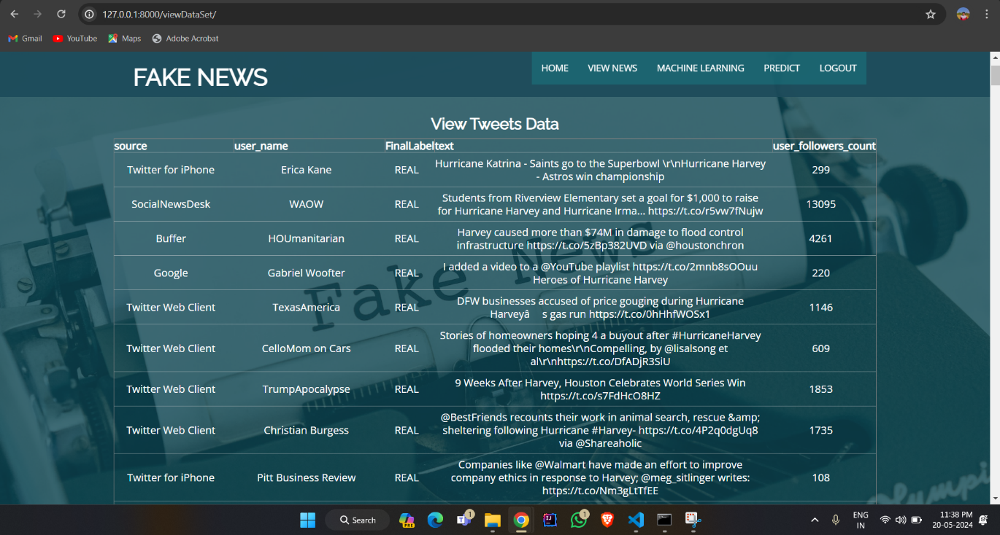 127.0.0.1:8000/viewDataSet/
Gmail YouTube Maps Adobe Acrobat
FAKE NEWS
HOME VIEW NEWS MACHINE LEARNING PREDICT LOGOUT
View Tweets Data
source user_name FinalLabel text user_followers_count
Twitter for iPhone Erica Kane REAL Hurricane Katrina - Saints go to the Superbowl \r\nHurricane Harvey
- Astros win championship 299
SocialNewsDesk WAOW REAL Students from Riverview Elementary set a goal for $1,000 to raise
for Hurricane Harvey and Hurricane Irma... https://t.co/r5vw7fNujw 13095
Buffer HOUmanitarian REAL Harvey caused more than $74M in damage to flood control
infrastructure https://t.co/5zBp382UVD via @houstonchron 4261
Google Gabriel Woofter REAL I added a video to a @YouTube playlist https://t.co/2mnb8sOOuu
Heroes of Hurricane Harvey 220
Twitter Web Client TexasAmerica REAL DFW businesses accused of price gouging during Hurricane
Harveyâ s gas run https://t.co/0hHhfWOSx1 1146
Twitter Web Client CelloMom on Cars REAL Stories of homeowners hoping 4 a buyout after #HurricaneHarvey
flooded their homes\r\nCompelling, by @lisalsong et
al\r\nhttps://t.co/DfADjR3SiU 609
Twitter Web Client TrumpApocalypse REAL 9 Weeks After Harvey, Houston Celebrates World Series Win
https://t.co/s7FdHcO8HZ 1853
Twitter Web Client Christian Burgess REAL @BestFriends recounts their work in animal search, rescue &amp;
sheltering following Hurricane #Harvey- https://t.co/4P2q0dgUq8
via @Shareaholic 1735
Twitter for iPhone Pitt Business Review REAL Companies like @Walmart have made an effort to improve
company ethics in response to Harvey; @meg_sitlinger writes:
https://t.co/Nm3gLtTfEE 108
Fake News
Olympi
Search
PRE
1
1
ENG
IN
11:38 PM
20-05-2024